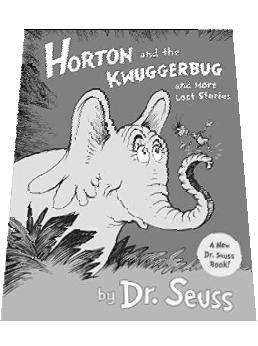 HORTON and the
KWUGGERBUG
and More
Lost Stories
A New
Dr. Seuss
Book!
by Dr. Seuss